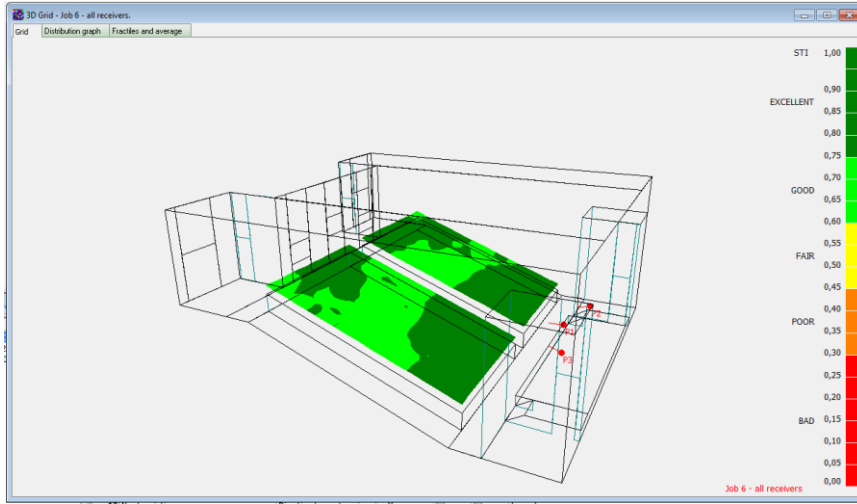 3D Grid - Job 6 - all receivers.
Grid
Distribution graph
Fractiles and average
STI 1,00
0,90
EXCELLENT
0,85
0,80
0,75
0,70
GOOD
0,65
0,60
0,55
FAIR
0,50
0,45
0,40
POOR
0,35
0,30
0,25
0,20
0,15
BAD
0,10
0,05
0,00
P2
P1
P3
Job 6 - all receivers